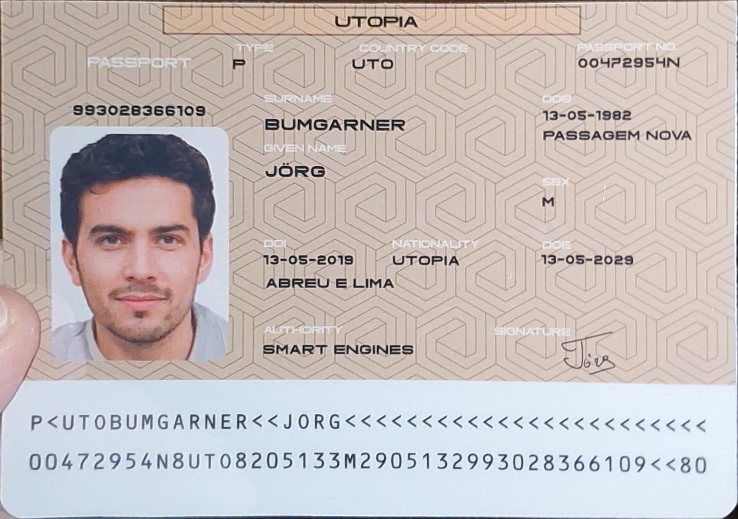 UTOPIA
TYPE COUNTRY CODE PASSPORT NO.
PASSPORT P UTO 00472954N
993028366109
SURNAME DOB
BUMGARNER 13-05-1982
PASSAGEM NOVA
GIVEN NAME
JÖRG
SEX
M
DOI NATIONALITY DOE
13-05-2019 UTOPIA 13-05-2029
ABREU E LIMA
AUTHORITY SIGNATURE
SMART ENGINES Jörg
P<UTOBUMGARNER<<JORG<<<<<<<<<<<<<<<<<<<<<<<<
00472954N8UTO8205133M2905132993028366109<<80